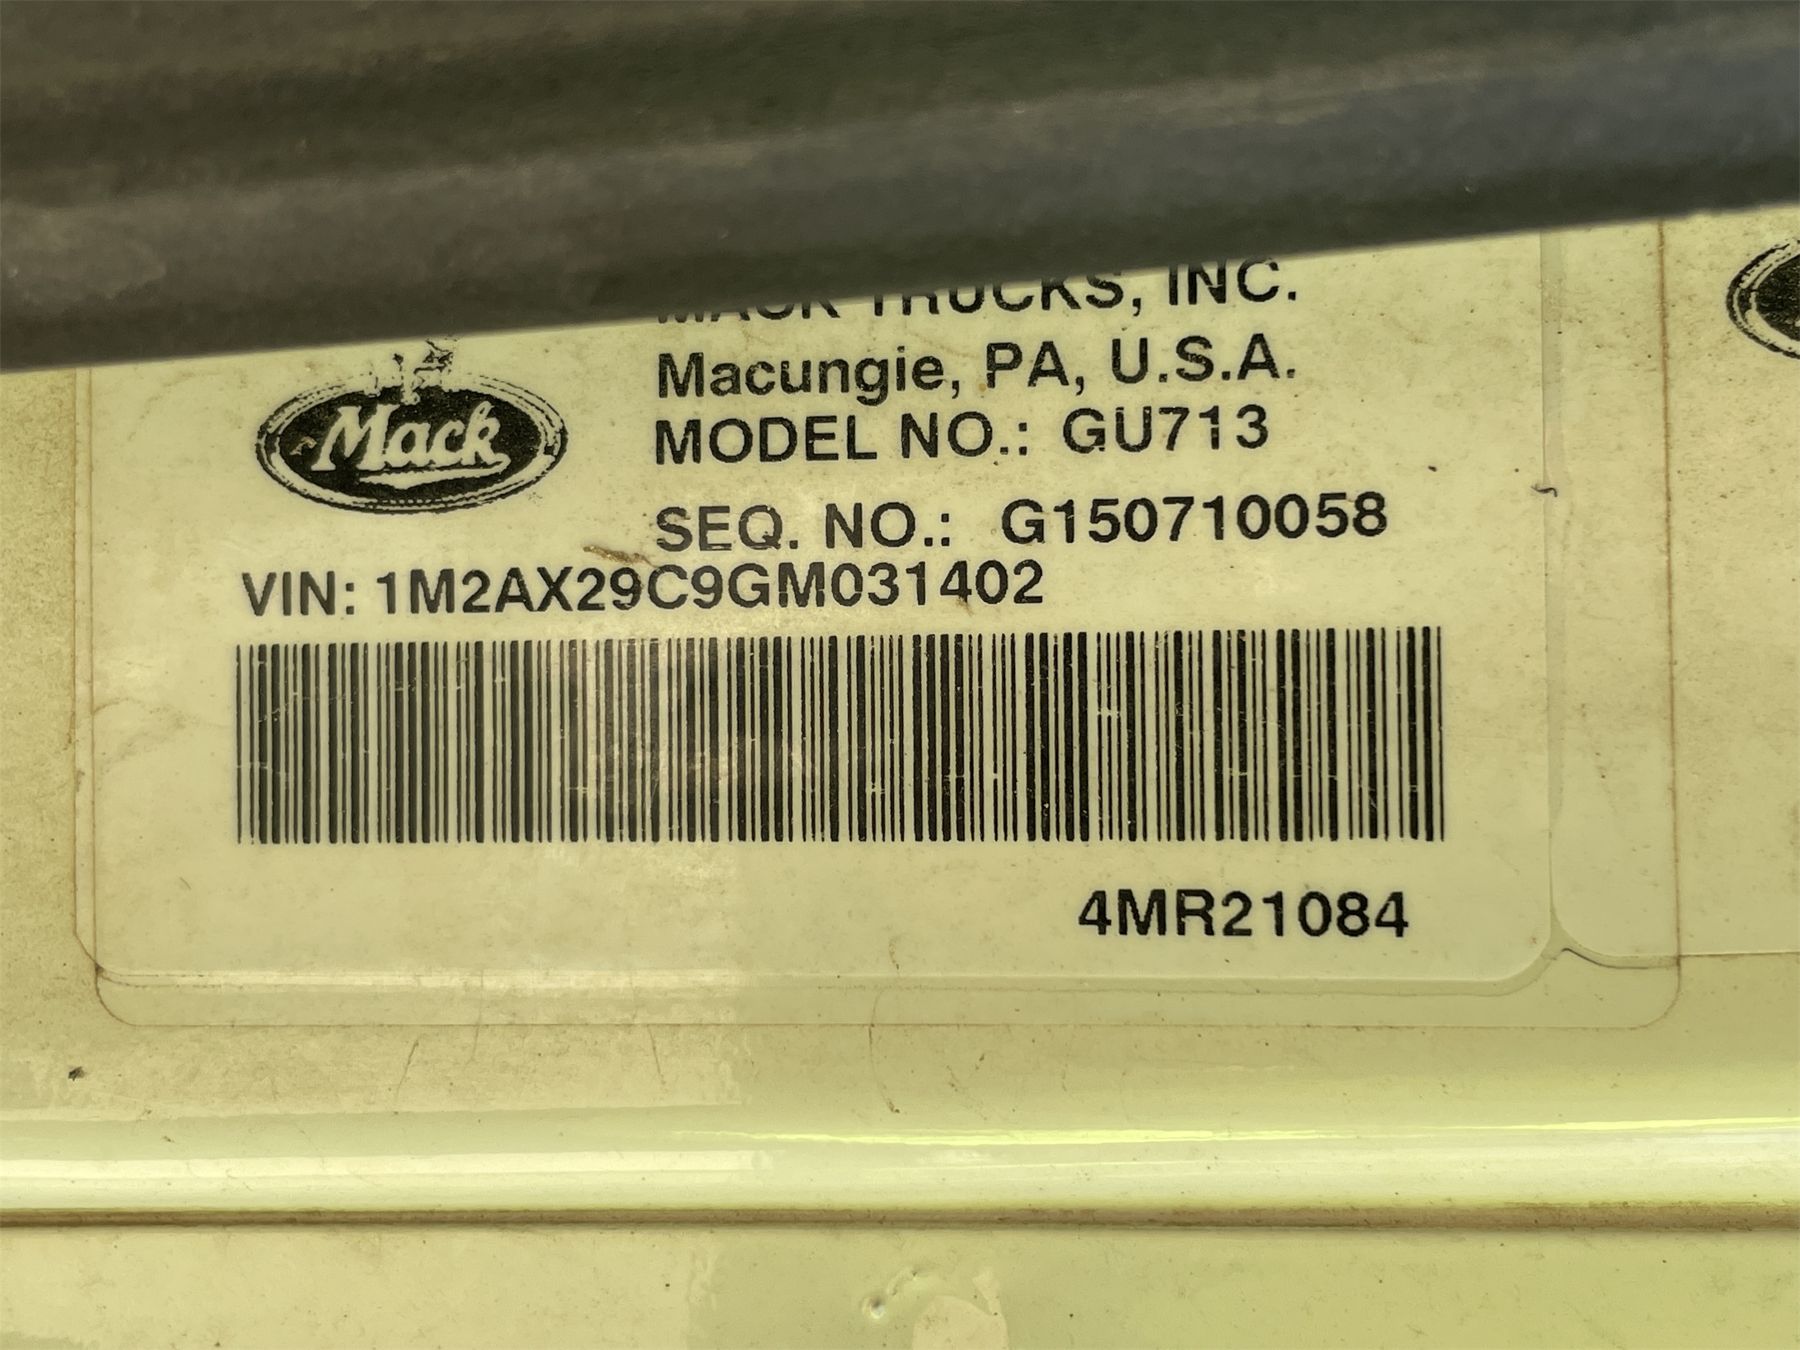 MACK TRUCKS, INC.
Macungie, PA, U.S.A.
Mack
MODEL NO.: GU713
SEQ. NO.: G150710058
VIN: 1M2AX29C9GM031402
4MR21084